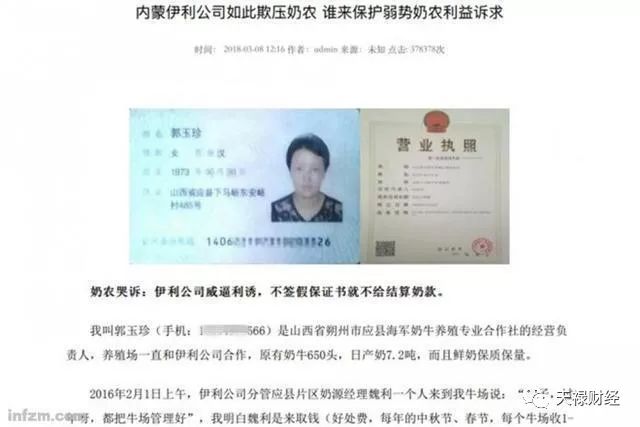 内蒙伊利公司如此欺压奶农 谁来保护弱势奶农利益诉求
时间： 2018-03-08 12:16 作者：admin 来源：未知 点击: 378378次
姓名 郭玉珍
女 汉
1973
山西省应县下马峪东安峪
村485号
1406 26
营业执照
奶农哭诉：伊利公司威逼利诱，不签假保证书就不给结算奶款。
我叫郭玉珍（手机：1 566）是山西省朔州市应县海军奶牛养殖专业合作社的经营负
责人，养殖场一直和伊利公司合作，原有奶牛650头，日产奶7.2吨，而且鲜奶保质保量。
2016年2月1日上午，伊利公司分管应县片区奶源经理魏利一个人来到我牛场说：“
都把牛场管理好”，我明白魏利是来取钱（好处费，每年的中秋节、春节，每个牛场收1-
infzm.com
天禄财经